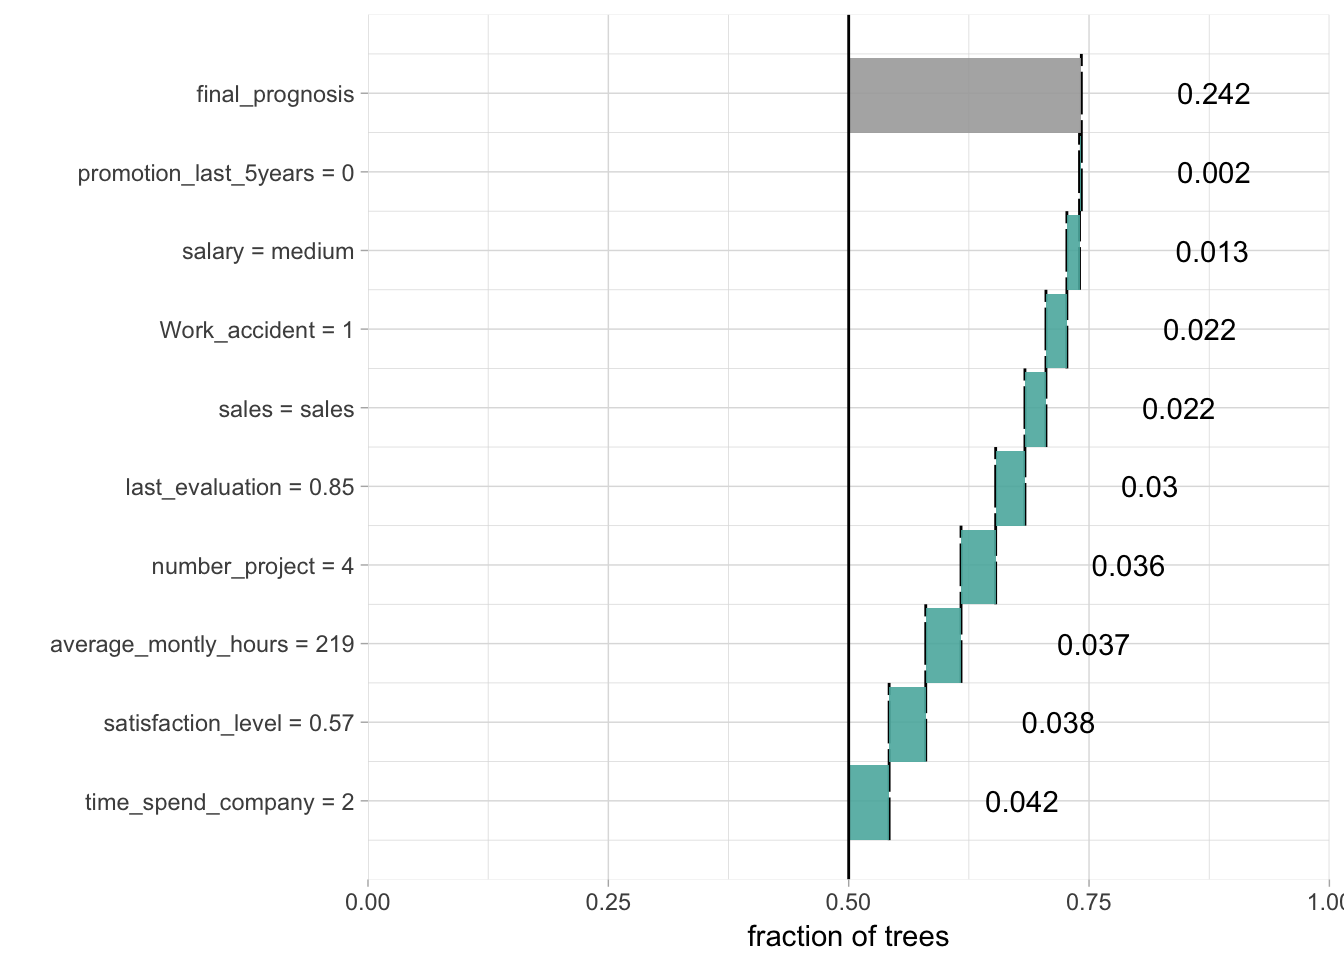 final_prognosis 0.242
promotion_last_5years = 0 0.002
salary = medium 0.013
Work_accident = 1 0.022
sales = sales 0.022
last_evaluation = 0.85 0.03
number_project = 4 0.036
average_montly_hours = 219 0.037
satisfaction_level = 0.57 0.038
time_spend_company = 2 0.042
0.00 0.25 0.50 0.75 1.00
fraction of trees